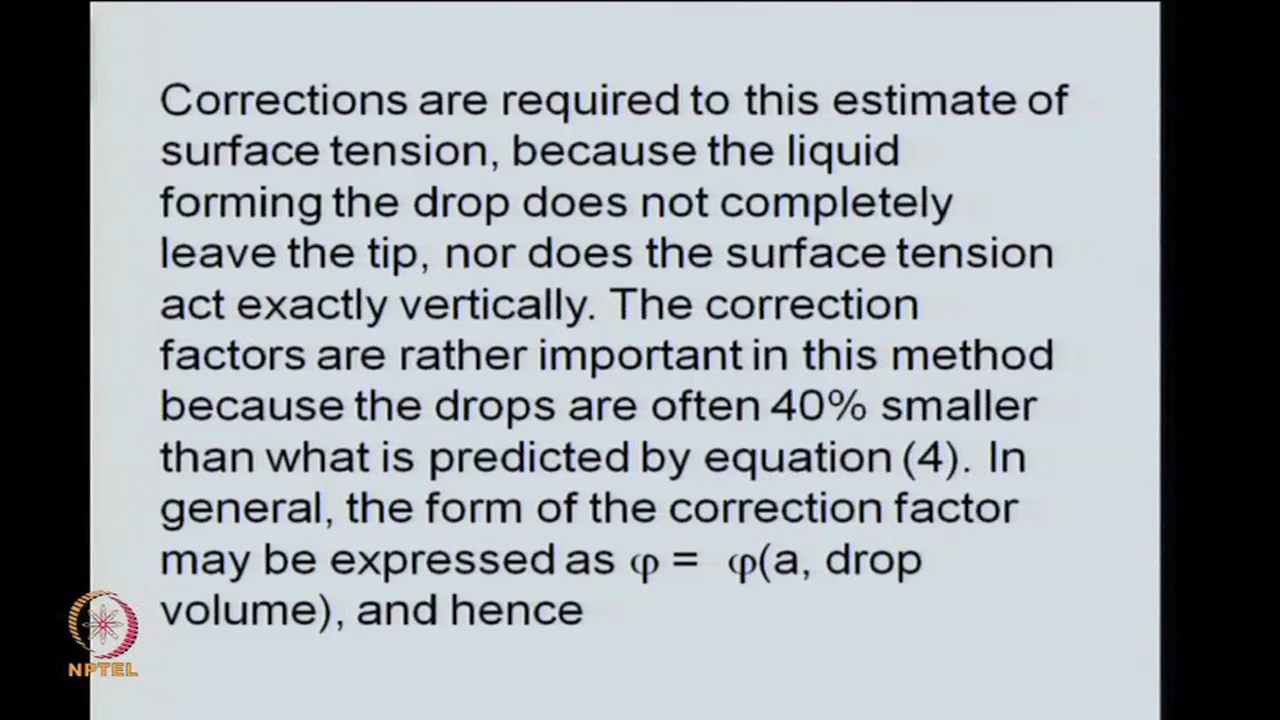 Corrections are required to this estimate of
surface tension, because the liquid
forming the drop does not completely
leave the tip, nor does the surface tension
act exactly vertically. The correction
factors are rather important in this method
because the drops are often 40% smaller
than what is predicted by equation (4). In
general, the form of the correction factor
may be expressed as φ = φ(a, drop
volume), and hence
NPTEL